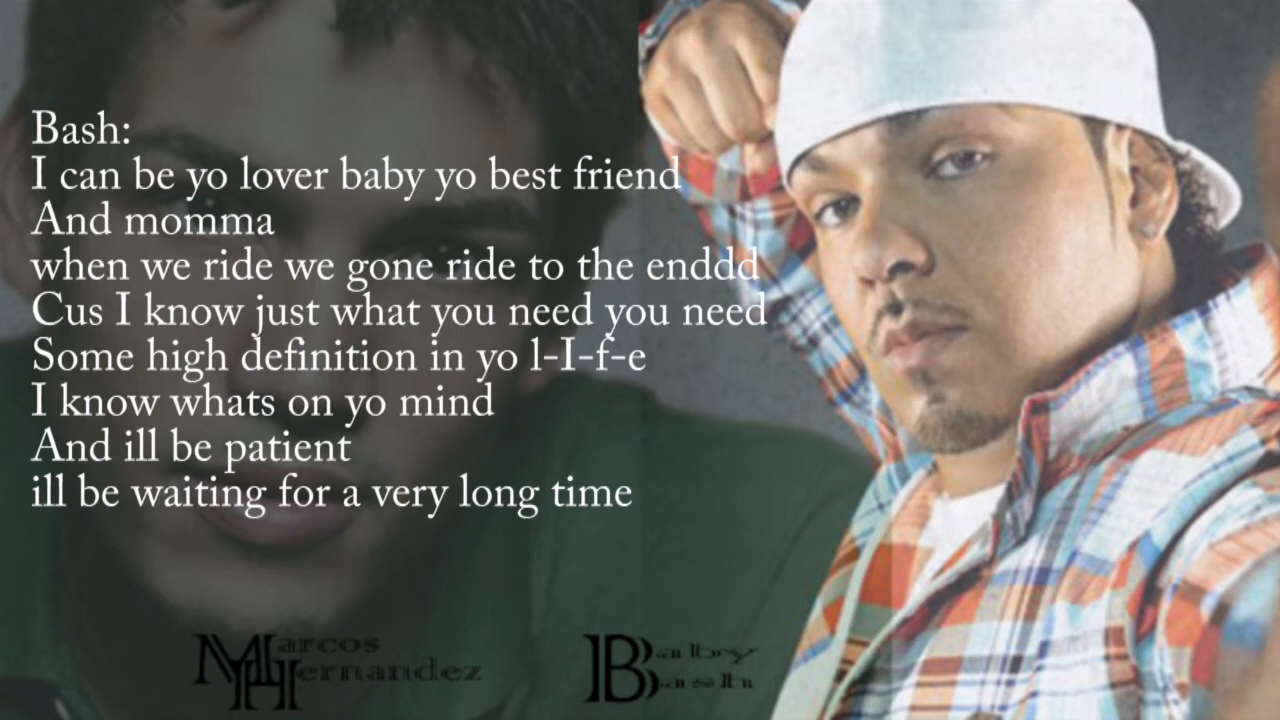 Bash:
I can be yo lover baby yo best friend
And momma
when we ride we gone ride to the enddd
Cus I know just what you need you need
Some high definition in yo l-I-f-e
I know whats on yo mind
And ill be patient
ill be waiting for a very long time
Marcos
Hernandez
Baby
Bash